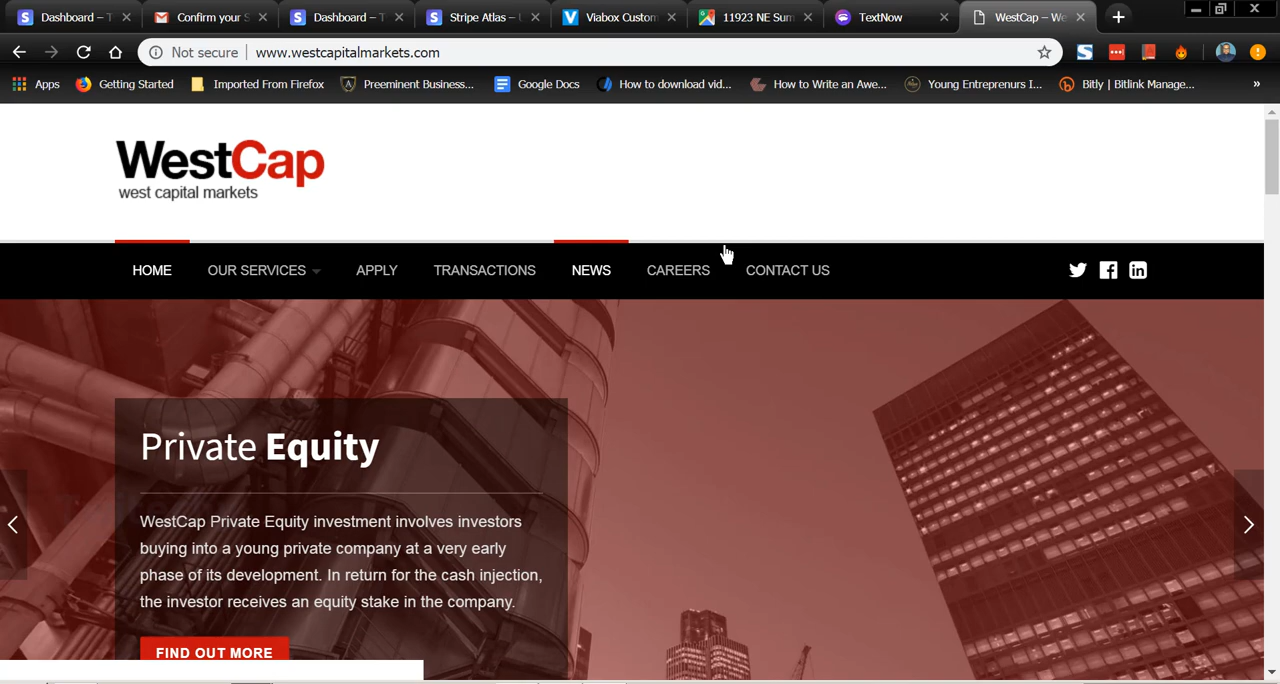 Dashboard – T
Confirm your S
Dashboard – T
Stripe Atlas – U
Viabox Custom
11923 NE Sum
TextNow
WestCap – We
Not secure
www.westcapitalmarkets.com
Apps
Getting Started
Imported From Firefox
Preeminent Business...
Google Docs
How to download vid...
How to Write an Awe...
Young Entreprenurs I...
Bitly | Bitlink Manage...
»
WestCap
west capital markets
HOME
OUR SERVICES
APPLY
TRANSACTIONS
NEWS
CAREERS
CONTACT US
Private Equity
WestCap Private Equity investment involves investors
buying into a young private company at a very early
phase of its development. In return for the cash injection,
the investor receives an equity stake in the company.
FIND OUT MORE